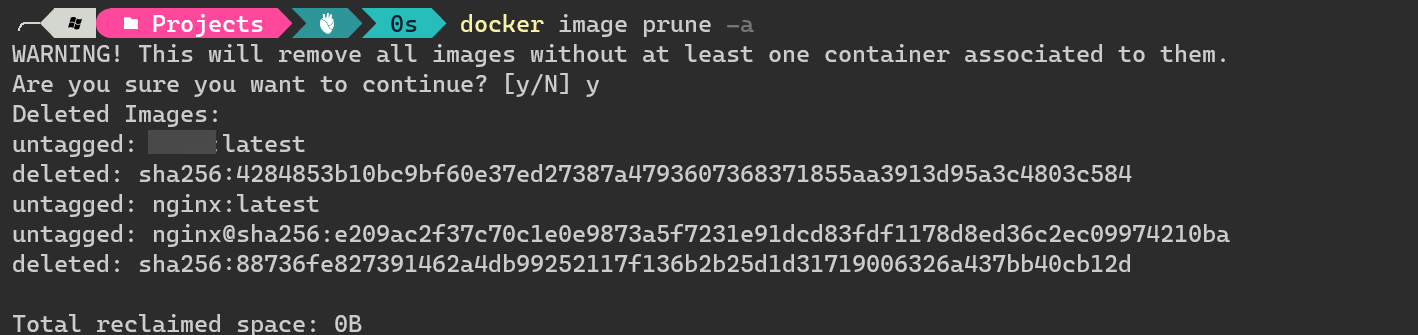 Projects 0s docker image prune -a
WARNING! This will remove all images without at least one container associated to them.
Are you sure you want to continue? [y/N] y
Deleted Images:
untagged: :latest
deleted: sha256:4284853b10bc9bf60e37ed27387a4793607368371855aa3913d95a3c4803c584
untagged: nginx:latest
untagged: nginx@sha256:e209ac2f37c70c1e0e9873a5f7231e91dcd83fdf1178d8ed36c2ec09974210ba
deleted: sha256:88736fe827391462a4db99252117f136b2b25d1d31719006326a437bb40cb12d
Total reclaimed space: 0B